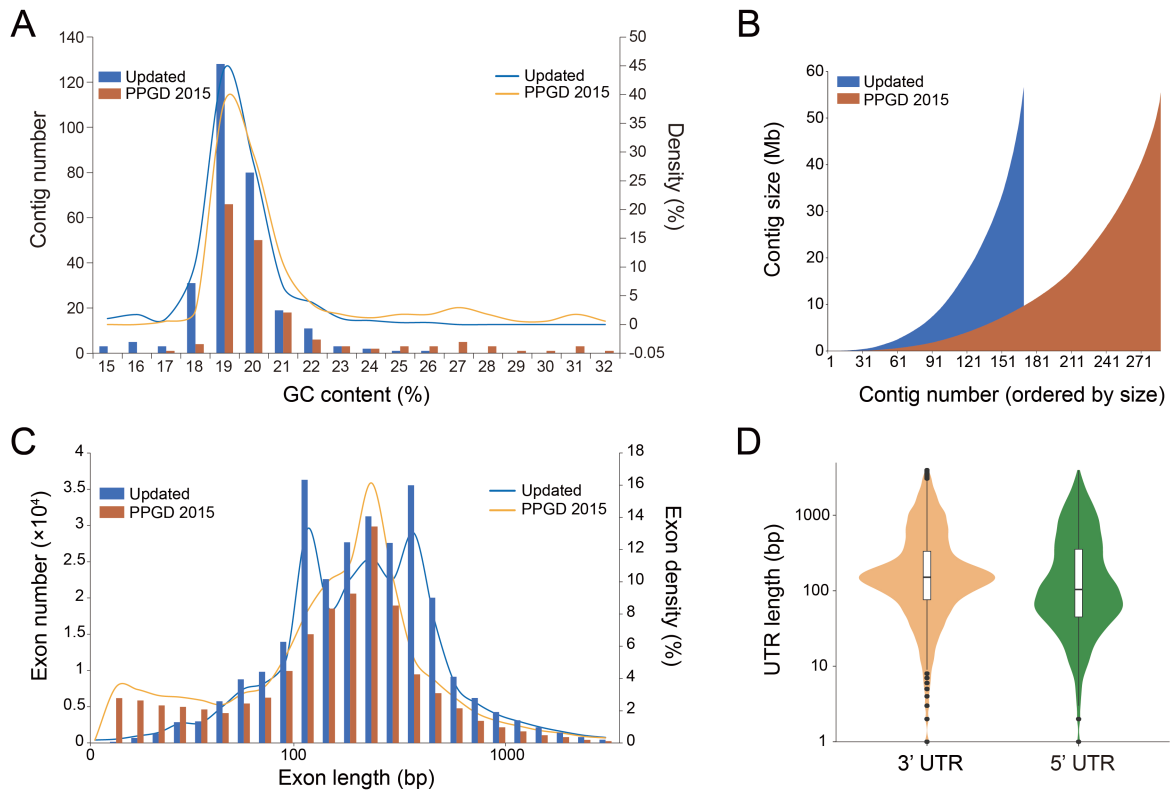 A
140
120
100
80
60
40
20
0
Contig number
Updated
PPGD 2015
Updated
PPGD 2015
50
45
40
35
30
25
20
15
10
5
0
-0.05
Density (%)
15 16 17 18 19 20 21 22 23 24 25 26 27 28 29 30 31 32
GC content (%)
B
60
50
40
30
20
10
0
Contig size (Mb)
Updated
PPGD 2015
1 31 61 91 121 151 181 211 241 271
Contig number (ordered by size)
C
4
3.5
3
2.5
2
1.5
1
0.5
0
Exon number (×10⁴)
Updated
PPGD 2015
Updated
PPGD 2015
18
16
14
12
10
8
6
4
2
0
Exon density (%)
0 100 1000
Exon length (bp)
D
1000
100
10
1
UTR length (bp)
3’ UTR 5’ UTR